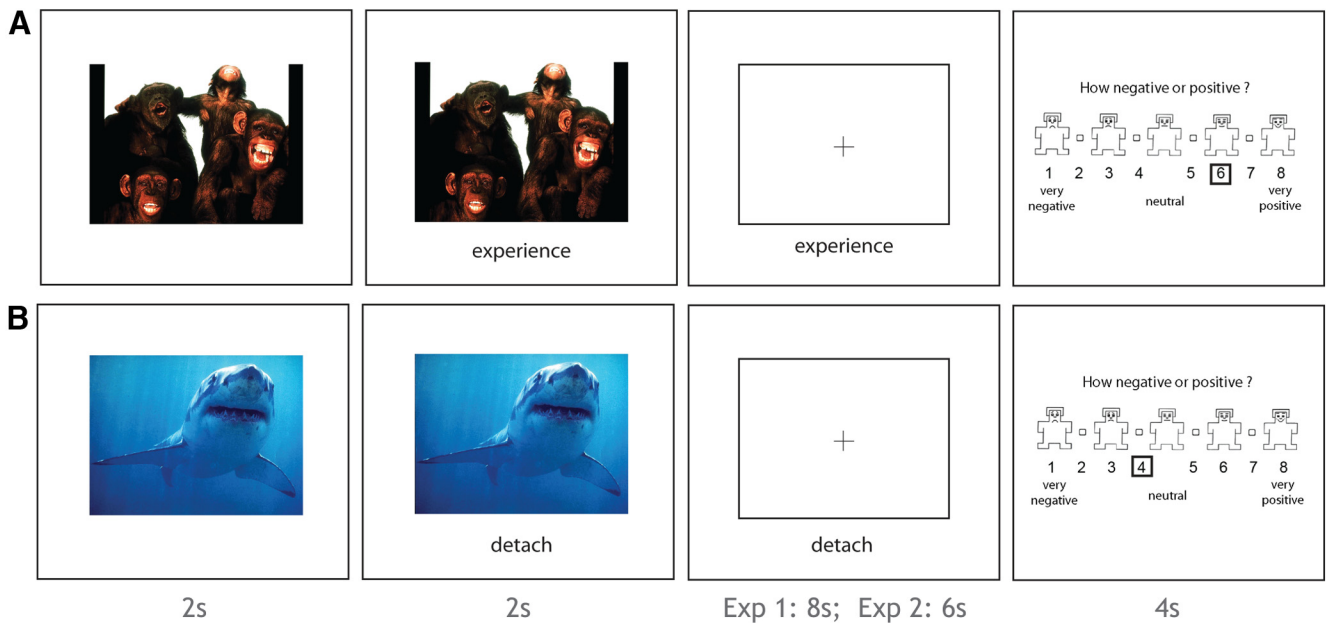 A
experience
experience
How negative or positive ?
1 2 3 4 5 6 7 8
very negative
neutral
very positive
B
detach
detach
How negative or positive ?
1 2 3 4 5 6 7 8
very negative
neutral
very positive
2s
2s
Exp 1: 8s; Exp 2: 6s
4s